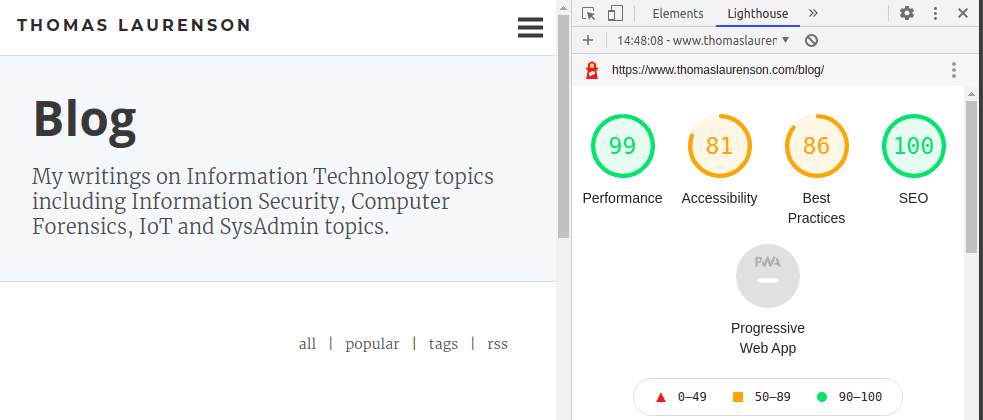 THOMAS LAURENSON
Blog
My writings on Information Technology topics
including Information Security, Computer
Forensics, IoT and SysAdmin topics.
all | popular | tags | rss
Elements Lighthouse »
+ 14:48:08 - www.thomaslauren
https://www.thomaslaurenson.com/blog/
99 81 86 100
Performance Accessibility Best SEO
Practices
PWA
Progressive
Web App
0–49 50–89 90–100